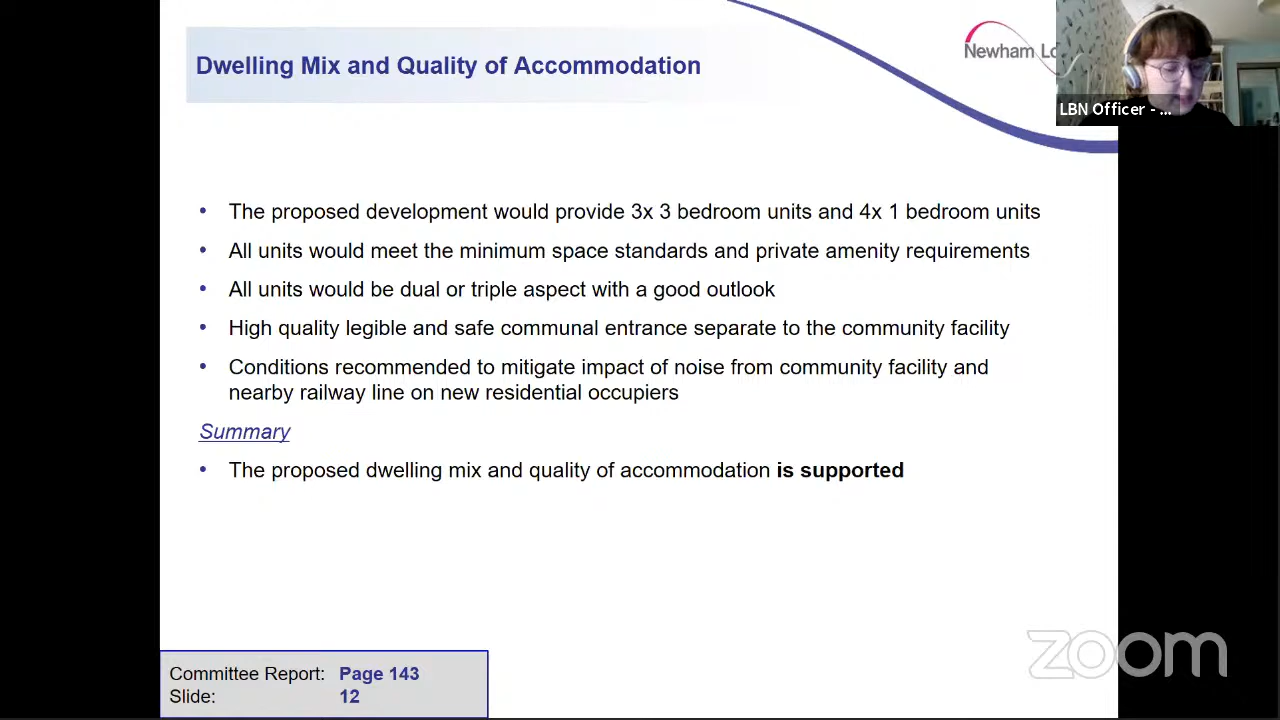 Dwelling Mix and Quality of Accommodation
Newham Lo
LBN Officer - ...
• The proposed development would provide 3x 3 bedroom units and 4x 1 bedroom units
• All units would meet the minimum space standards and private amenity requirements
• All units would be dual or triple aspect with a good outlook
• High quality legible and safe communal entrance separate to the community facility
• Conditions recommended to mitigate impact of noise from community facility and
nearby railway line on new residential occupiers
Summary
• The proposed dwelling mix and quality of accommodation is supported
zoom
Committee Report: Page 143
Slide: 12